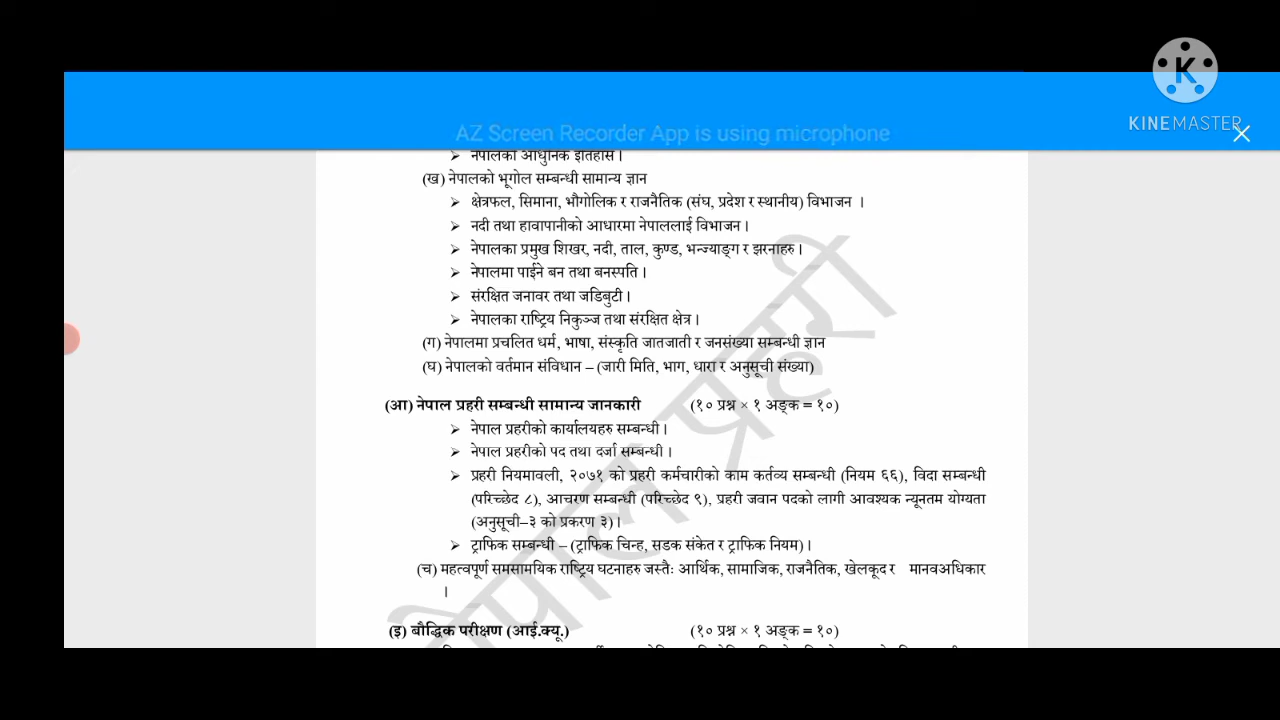 KINEMASTER
AZ Screen Recorder App is using microphone
➤ नेपालको आधुनिक इतिहास ।
(ख) नेपालको भूगोल सम्बन्धी सामान्य ज्ञान
➤ क्षेत्रफल, सिमाना, भौगोलिक र राजनैतिक (संघ, प्रदेश र स्थानीय) विभाजन ।
➤ नदी तथा हावापानीको आधारमा नेपाललाई विभाजन ।
➤ नेपालका प्रमुख शिखर, नदी, ताल, कुण्ड, भन्ज्याङ्ग र झरनाहरु ।
➤ नेपालमा पाईने बन तथा बनस्पति ।
➤ संरक्षित जनावर तथा जडिबुटी ।
➤ नेपालका राष्ट्रिय निकुञ्ज तथा संरक्षित क्षेत्र ।
(ग) नेपालमा प्रचलित धर्म, भाषा, संस्कृति जातजाती र जनसंख्या सम्बन्धी ज्ञान
(घ) नेपालको वर्तमान संविधान – (जारी मिति, भाग, धारा र अनुसूची संख्या)
(आ) नेपाल प्रहरी सम्बन्धी सामान्य जानकारी (१० प्रश्न × १ अङ्क = १०)
➤ नेपाल प्रहरीको कार्यालयहरु सम्बन्धी ।
➤ नेपाल प्रहरीको पद तथा दर्जा सम्बन्धी ।
➤ प्रहरी नियमावली, २०७१ को प्रहरी कर्मचारीको काम कर्तव्य सम्बन्धी (नियम ६६), विदा सम्बन्धी
(परिच्छेद ८), आचरण सम्बन्धी (परिच्छेद ९), प्रहरी जवान पदको लागी आवश्यक न्यूनतम योग्यता
(अनुसूची–३ को प्रकरण ३) ।
➤ ट्राफिक सम्बन्धी – (ट्राफिक चिन्ह, सडक संकेत र ट्राफिक नियम) ।
(च) महत्वपूर्ण समसामयिक राष्ट्रिय घटनाहरु जस्तैः आर्थिक, सामाजिक, राजनैतिक, खेलकूद र मानवअधिकार
।
(इ) बौद्धिक परीक्षण (आई.क्यू.) (१० प्रश्न × १ अङ्क = १०)
नेपाल प्रहरी